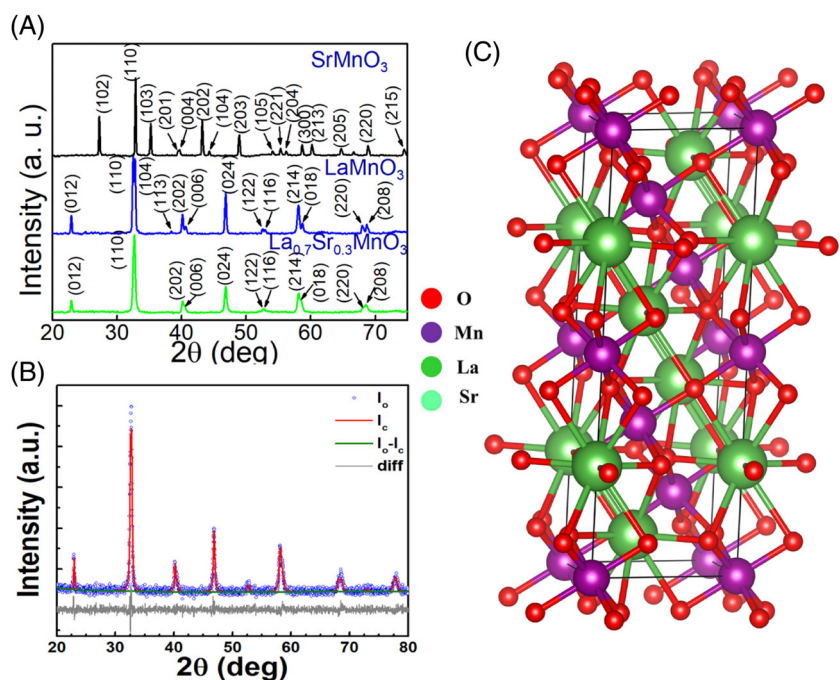 (A)
Intensity (a. u.)
SrMnO₃
(102)
(110)
(103)
(201)
(004)
(202)
(104)
(203)
(105)
(221)
(204)
(300)
(213)
(205)
(220)
(215)
LaMnO₃
(012)
(110)
(104)
(113)
(202)
(006)
(024)
(122)
(116)
(214)
(018)
(220)
(208)
La₀.₇Sr₀.₃MnO₃
(012)
(110)
(202)
(006)
(024)
(122)
(116)
(214)
(018)
(220)
(208)
20 30 40 50 60 70
2θ (deg)
(B)
Intensity (a.u.)
Iₒ
I꜀
Iₒ-I꜀
diff
20 30 40 50 60 70 80
2θ (deg)
(C)
O
Mn
La
Sr